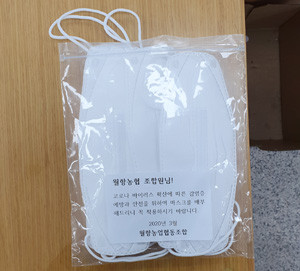 월항농협 조합원님!
코로나 바이러스 확산에 따른 감염증
예방과 안전을 위하여 마스크를 배부
해드리니 꼭 착용하시기 바랍니다.
2020년 3월
월항농업협동조합